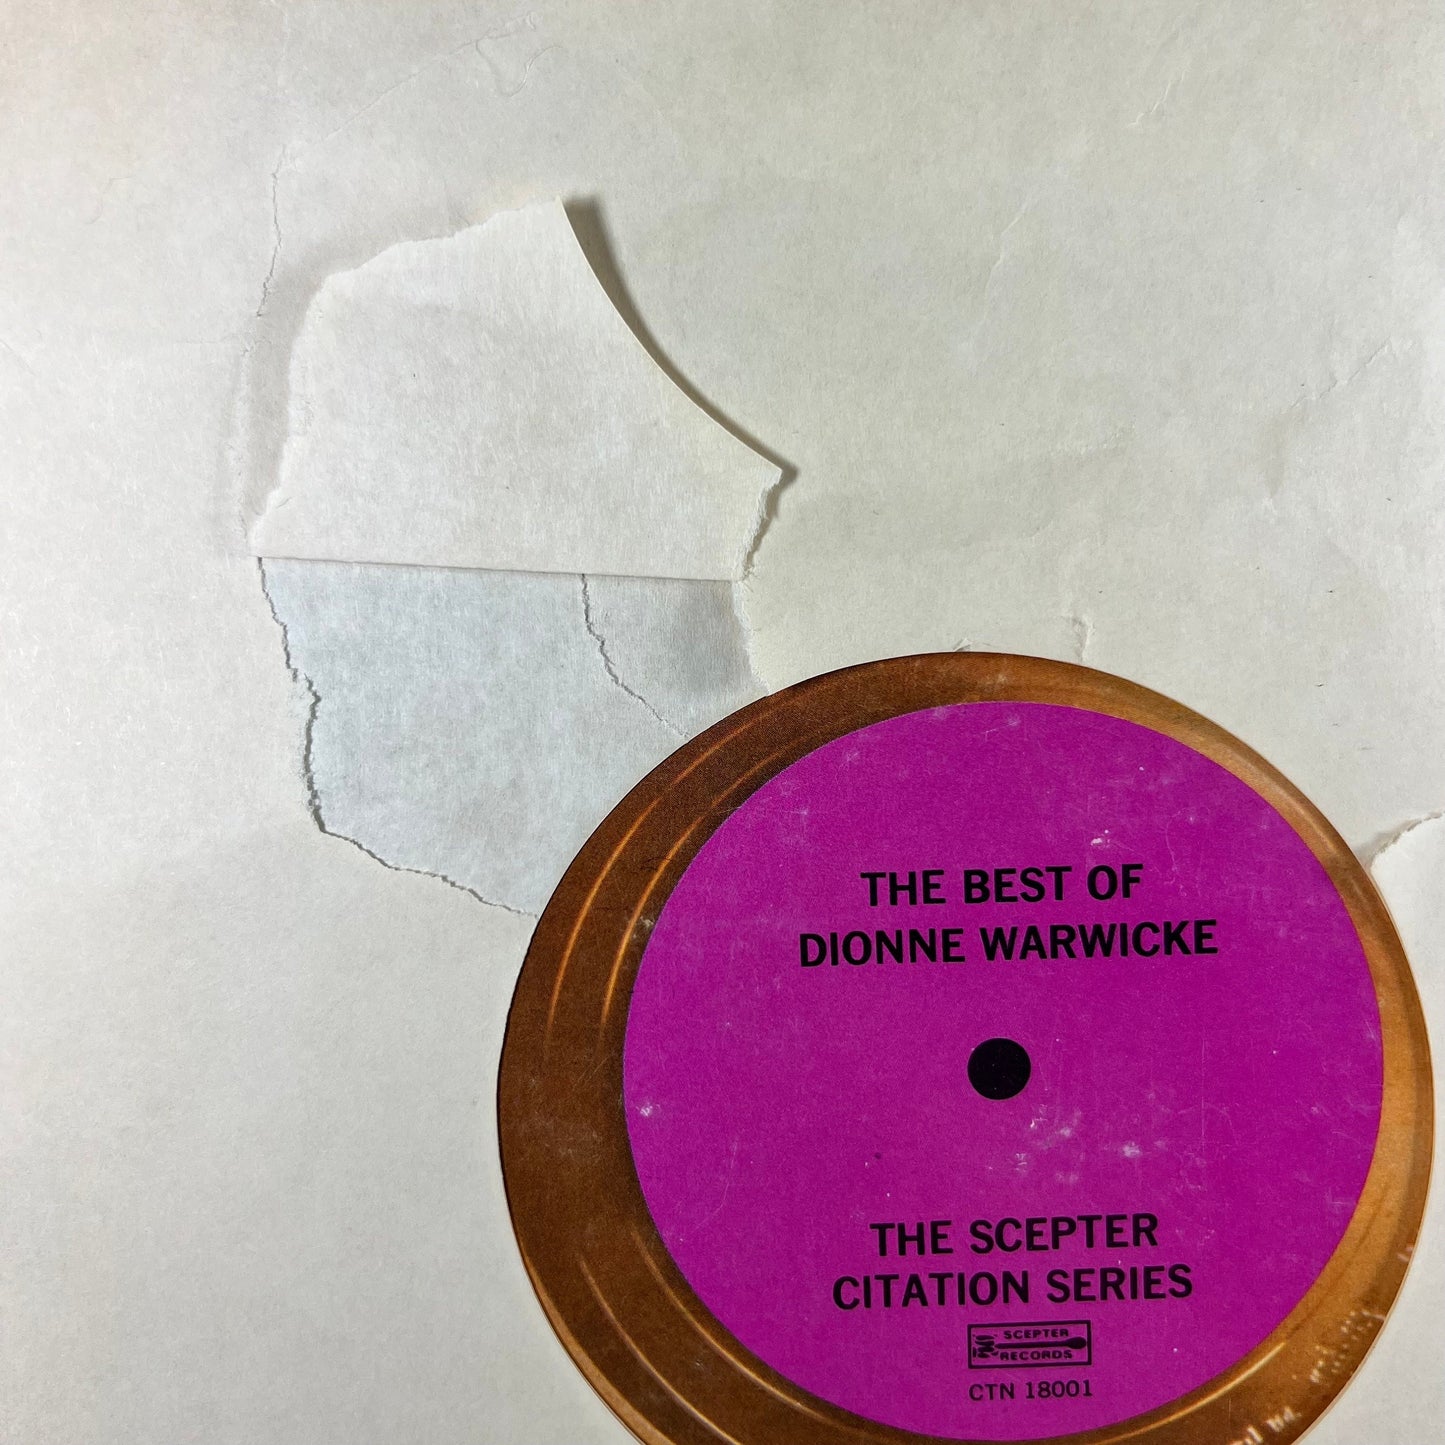 THE BEST OF
DIONNE WARWICKE
THE SCEPTER
CITATION SERIES
SCEPTER
RECORDS
CTN 18001